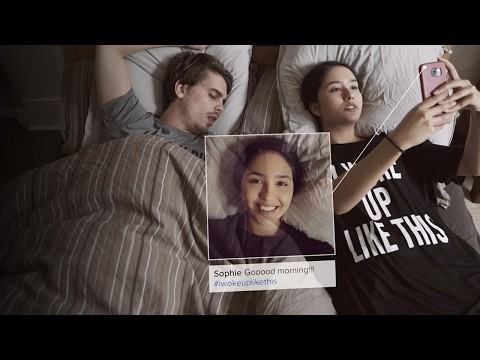 I WOKE
UP
LIKE THIS
Sophie Gooood morning!!!
#iwokeuplikethis